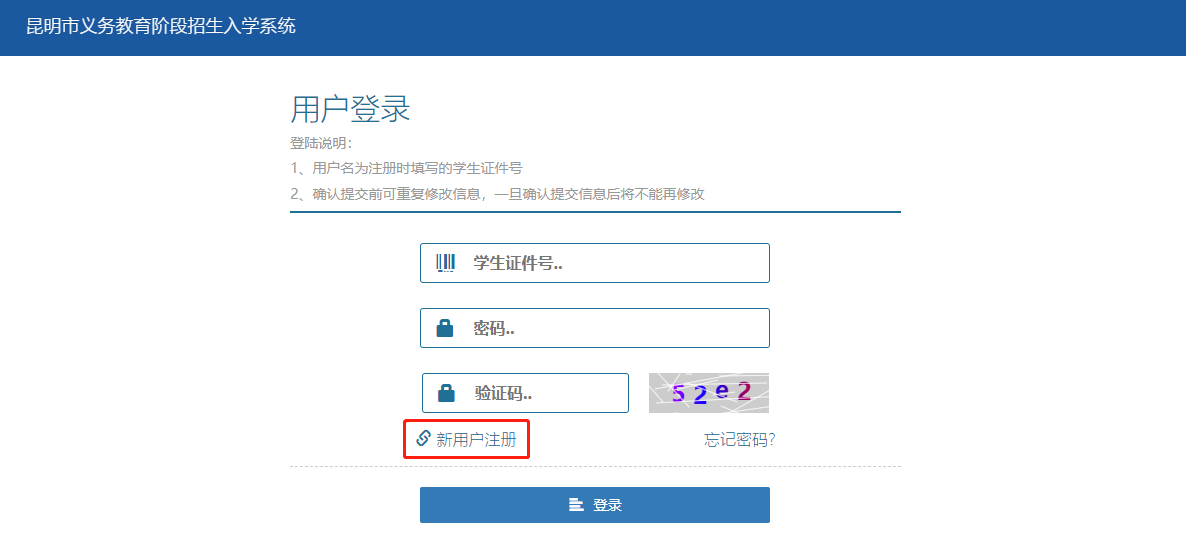 昆明市义务教育阶段招生入学系统
用户登录
登陆说明：
1、用户名为注册时填写的学生证件号
2、确认提交前可重复修改信息，一旦确认提交信息后将不能再修改
学生证件号..
密码..
验证码..
52e2
新用户注册
忘记密码?
登录